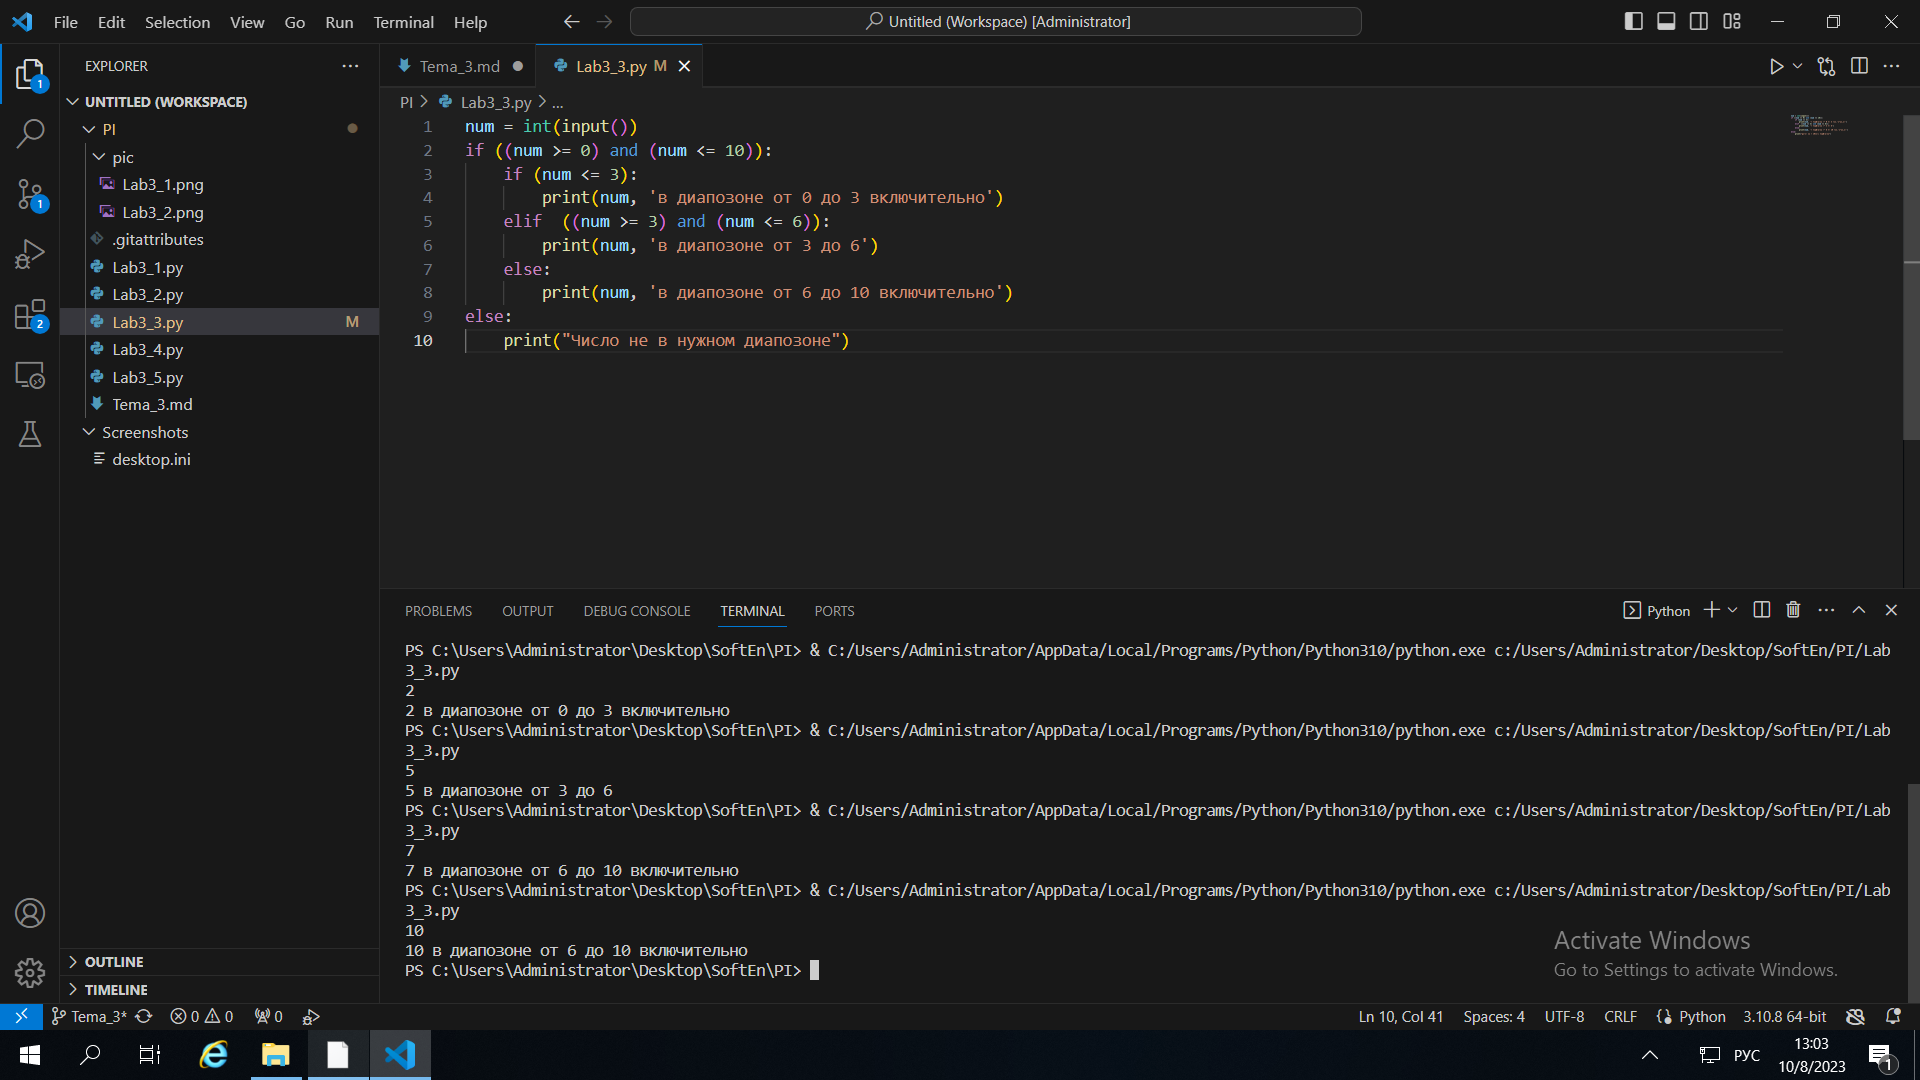 File Edit Selection View Go Run Terminal Help
Untitled (Workspace) [Administrator]
EXPLORER
UNTITLED (WORKSPACE)
PI
pic
Lab3_1.png
Lab3_2.png
.gitattributes
Lab3_1.py
Lab3_2.py
Lab3_3.py M
Lab3_4.py
Lab3_5.py
Tema_3.md
Screenshots
desktop.ini
OUTLINE
TIMELINE
1
1
2
Tema_3.md
Lab3_3.py M
PI > Lab3_3.py > ...
1 num = int(input())
2 if ((num >= 0) and (num <= 10)):
3     if (num <= 3):
4         print(num, 'в диапозоне от 0 до 3 включительно')
5     elif  ((num >= 3) and (num <= 6)):
6         print(num, 'в диапозоне от 3 до 6')
7     else:
8         print(num, 'в диапозоне от 6 до 10 включительно')
9 else:
10     print("Число не в нужном диапозоне")
PROBLEMS OUTPUT DEBUG CONSOLE TERMINAL PORTS
Python
PS C:\Users\Administrator\Desktop\SoftEn\PI> & C:/Users/Administrator/AppData/Local/Programs/Python/Python310/python.exe c:/Users/Administrator/Desktop/SoftEn/PI/Lab
3_3.py
2
2 в диапозоне от 0 до 3 включительно
PS C:\Users\Administrator\Desktop\SoftEn\PI> & C:/Users/Administrator/AppData/Local/Programs/Python/Python310/python.exe c:/Users/Administrator/Desktop/SoftEn/PI/Lab
3_3.py
5
5 в диапозоне от 3 до 6
PS C:\Users\Administrator\Desktop\SoftEn\PI> & C:/Users/Administrator/AppData/Local/Programs/Python/Python310/python.exe c:/Users/Administrator/Desktop/SoftEn/PI/Lab
3_3.py
7
7 в диапозоне от 6 до 10 включительно
PS C:\Users\Administrator\Desktop\SoftEn\PI> & C:/Users/Administrator/AppData/Local/Programs/Python/Python310/python.exe c:/Users/Administrator/Desktop/SoftEn/PI/Lab
3_3.py
10
10 в диапозоне от 6 до 10 включительно
PS C:\Users\Administrator\Desktop\SoftEn\PI>
Activate Windows
Go to Settings to activate Windows.
Tema_3* 0 0 0
Ln 10, Col 41 Spaces: 4 UTF-8 CRLF Python 3.10.8 64-bit
РУС
13:03
10/8/2023
1